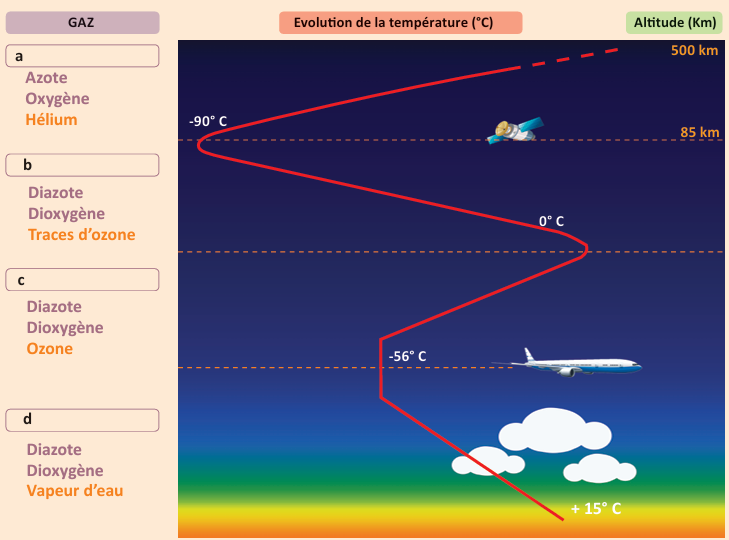 GAZ
Evolution de la température (°C)
Altitude (Km)
a
Azote
Oxygène
Hélium
b
Diazote
Dioxygène
Traces d'ozone
c
Diazote
Dioxygène
Ozone
d
Diazote
Dioxygène
Vapeur d'eau
500 km
-90° C
85 km
0° C
-56° C
+ 15° C